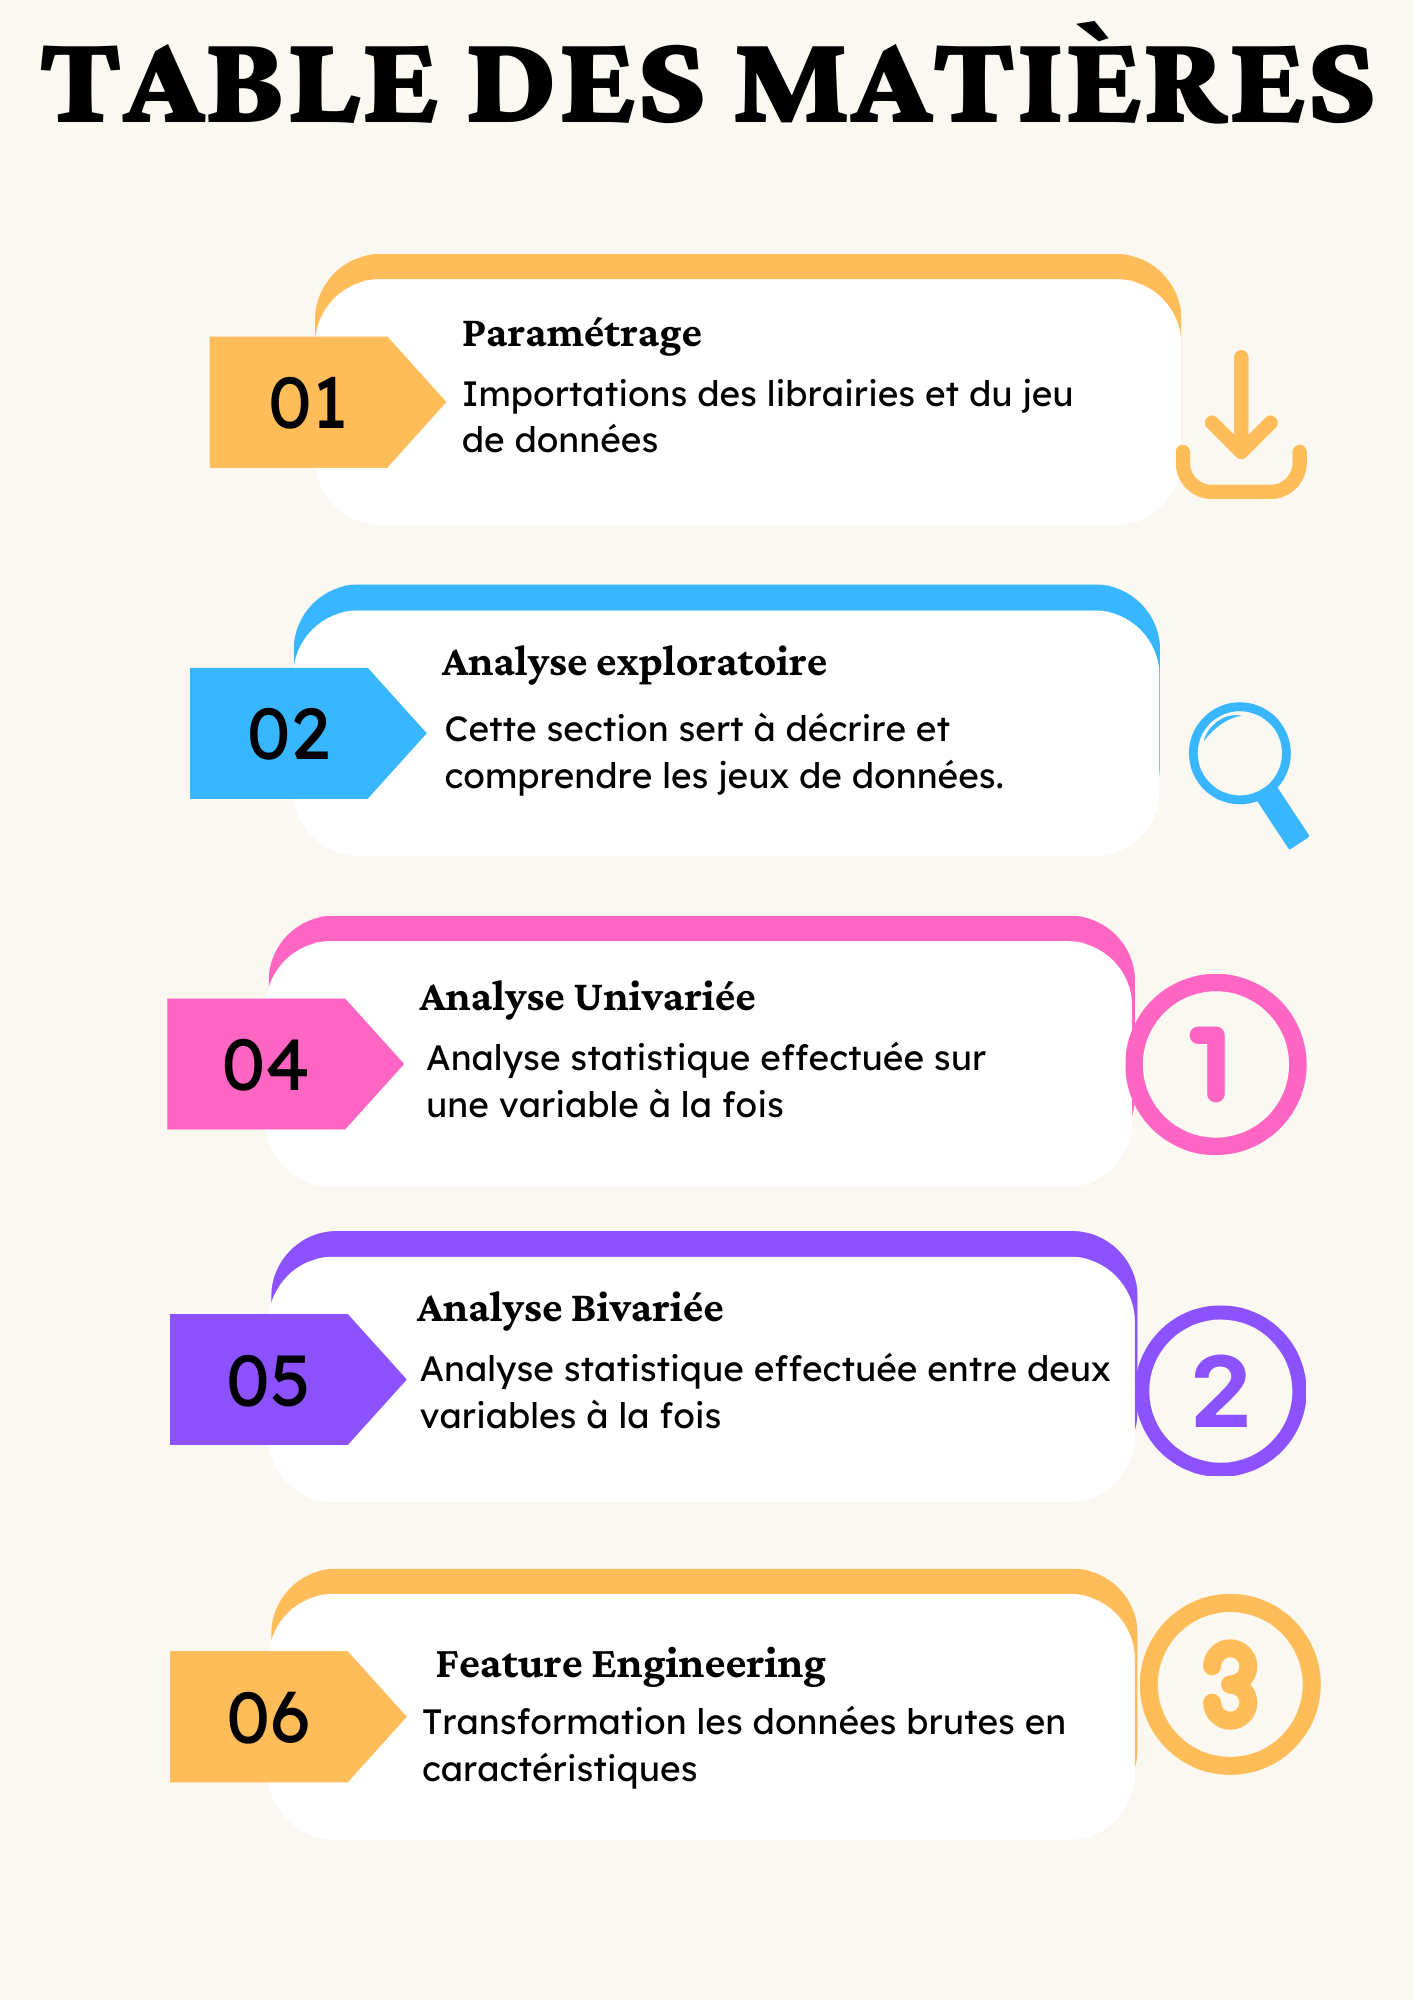 TABLE DES MATIÈRES
01
Paramétrage
Importations des librairies et du jeu
de données
02
Analyse exploratoire
Cette section sert à décrire et
comprendre les jeux de données.
04
Analyse Univariée
Analyse statistique effectuée sur
une variable à la fois
1
05
Analyse Bivariée
Analyse statistique effectuée entre deux
variables à la fois
2
06
Feature Engineering
Transformation les données brutes en
caractéristiques
3